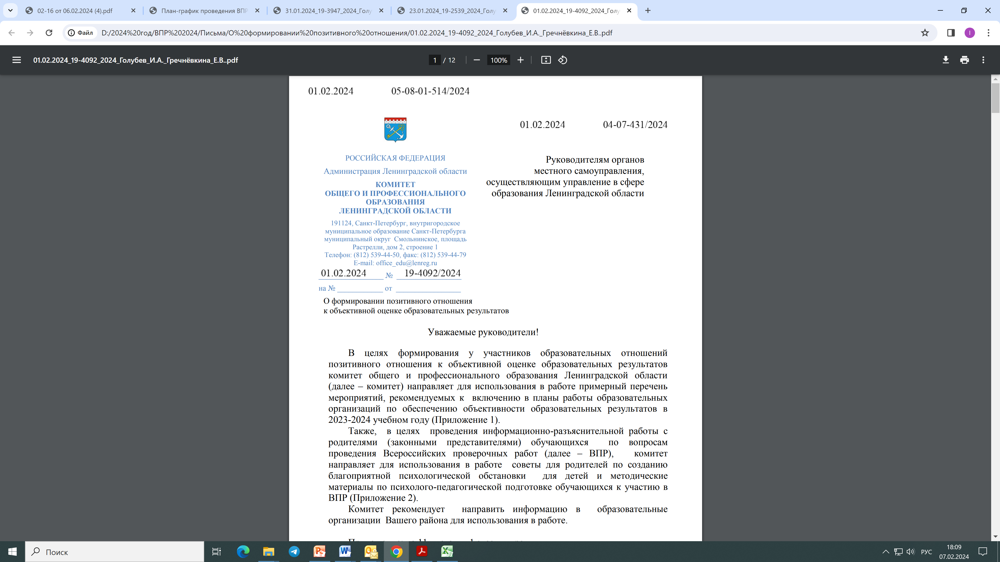 02-16 от 06.02.2024 (4).pdf
План-график проведения ВПР
31.01.2024_19-3947_2024_Голу
23.01.2024_19-2539_2024_Голу
01.02.2024_19-4092_2024_Голу
Файл
D:/2024%20год/ВПР%202024/Письма/О%20формировании%20позитивного%20отношения/01.02.2024_19-4092_2024_Голубев_И.А._Гречнёвкина_Е.В..pdf
I
01.02.2024_19-4092_2024_Голубев_И.А._Гречнёвкина_Е.В..pdf
1 / 12
100%
01.02.2024 05-08-01-514/2024
01.02.2024 04-07-431/2024
РОССИЙСКАЯ ФЕДЕРАЦИЯ
Администрация Ленинградской области
КОМИТЕТ
ОБЩЕГО И ПРОФЕССИОНАЛЬНОГО
ОБРАЗОВАНИЯ
ЛЕНИНГРАДСКОЙ ОБЛАСТИ
191124, Санкт-Петербург, внутригородское
муниципальное образование Санкт-Петербурга
муниципальный округ Смольнинское, площадь
Растрелли, дом 2, строение 1
Телефон: (812) 539-44-50, факс: (812) 539-44-79
E-mail: office_edu@lenreg.ru
01.02.2024 № 19-4092/2024
на № ____________ от _________________
Руководителям органов
местного самоуправления,
осуществляющим управление в сфере
образования Ленинградской области
О формировании позитивного отношения
к объективной оценке образовательных результатов
Уважаемые руководители!
В целях формирования у участников образовательных отношений
позитивного отношения к объективной оценке образовательных результатов
комитет общего и профессионального образования Ленинградской области
(далее – комитет) направляет для использования в работе примерный перечень
мероприятий, рекомендуемых к включению в планы работы образовательных
организаций по обеспечению объективности образовательных результатов в
2023-2024 учебном году (Приложение 1).
Также, в целях проведения информационно-разъяснительной работы с
родителями (законными представителями) обучающихся по вопросам
проведения Всероссийских проверочных работ (далее – ВПР), комитет
направляет для использования в работе советы для родителей по созданию
благоприятной психологической обстановки для детей и методические
материалы по психолого-педагогической подготовке обучающихся к участию в
ВПР (Приложение 2).
Комитет рекомендует направить информацию в образовательные
организации Вашего района для использования в работе.
Поиск
РУС
18:09
07.02.2024